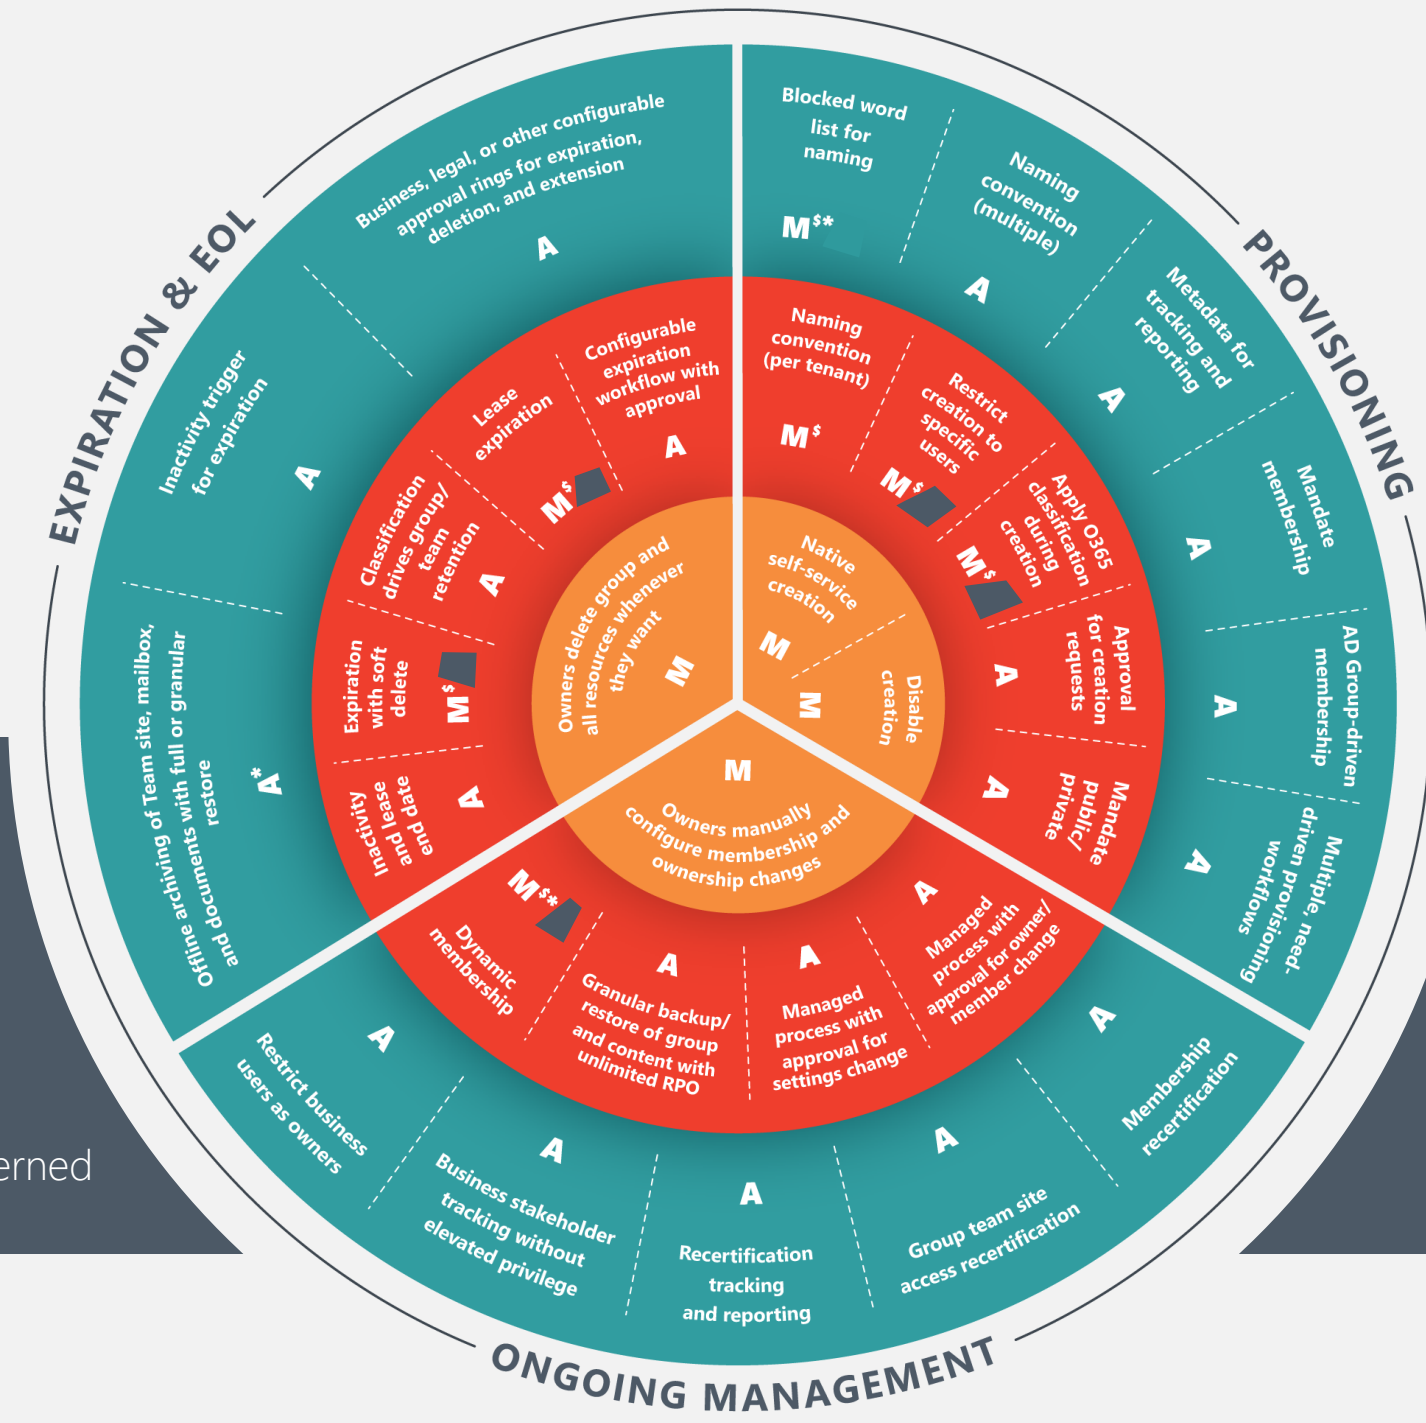 EXPIRATION & EOL
PROVISIONING
ONGOING MANAGEMENT
Business, legal, or other configurable
approval rings for expiration,
deletion, and extension
A
Inactivity trigger
for expiration
A
Offline archiving of Team site, mailbox,
and documents with full or granular
restore
A*
Configurable
expiration
workflow with
approval
A
Lease
expiration
M$
Classification
drives group/
team
retention
A
Expiration
with soft
delete
M$
Inactivity
and lease
end date
A
Owners delete group and
all resources whenever
they want
M
Blocked word
list for
naming
M$*
Naming
convention
(multiple)
A
Metadata for
tracking and
reporting
A
Mandate
membership
A
AD Group-driven
membership
A
Multiple, need-
driven provisioning
workflows
A
Naming
convention
(per tenant)
M$
Restrict
creation to
specific
users
M$
Apply O365
classification
during
creation
M$
Approval
for creation
requests
A
Mandate
public/
private
A
Native
self-service
creation
M
Disable
creation
M
M
Owners manually
configure membership and
ownership changes
M$*
Dynamic
membership
A
Granular backup/
restore of group
and content with
unlimited RPO
A
Managed
process with
approval for
settings change
A
Managed
process with
approval for owner/
member change
A
Restrict business
users as owners
A
Business stakeholder
tracking without
elevated privilege
A
Recertification
tracking
and reporting
A
Group team site
access recertification
A
Membership
recertification
erned